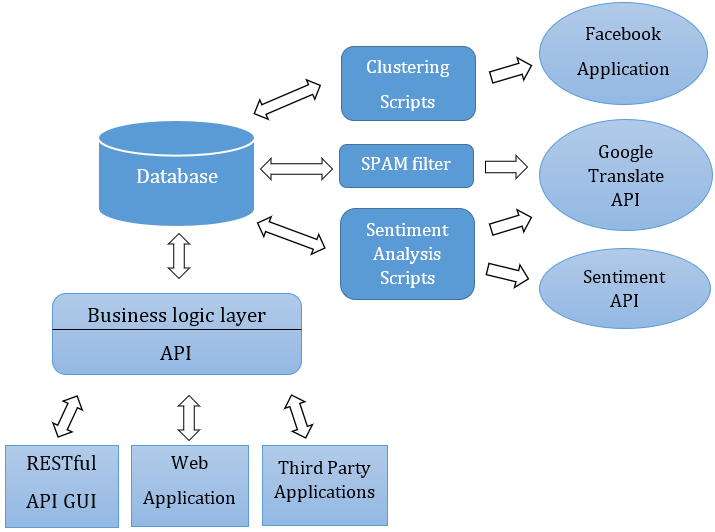 Facebook
Application
Clustering
Scripts
Google
Translate
API
SPAM filter
Database
Sentiment
Analysis
Scripts
Sentiment
API
Business logic layer
API
RESTful
API GUI
Web
Application
Third Party
Applications